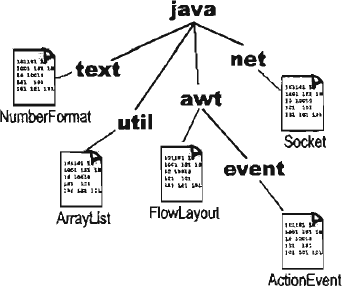 java
text
net
awt
util
NumberFormat
Socket
event
ArrayList
FlowLayout
ActionEvent